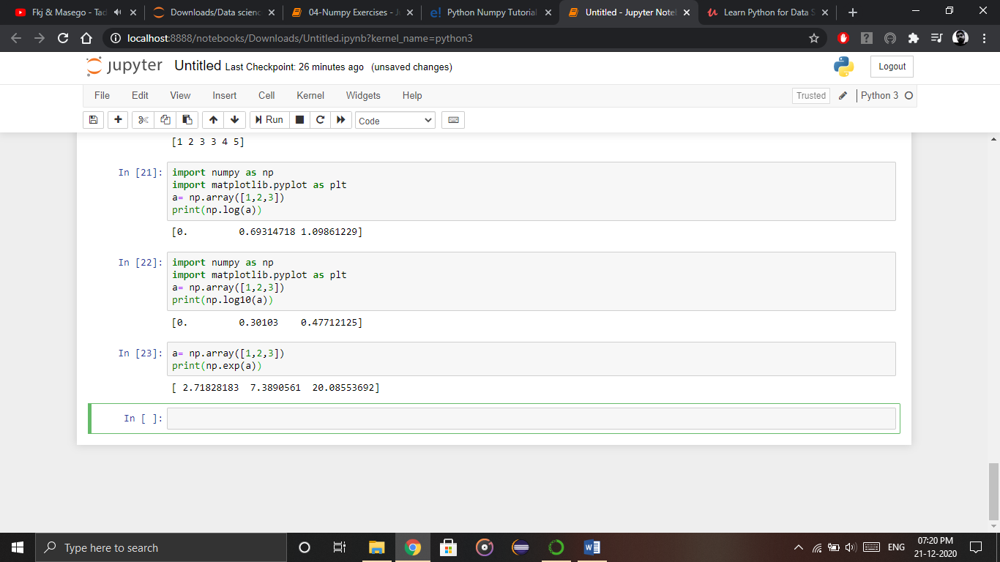 Fkj & Masego - Tad
Downloads/Data scienc
04-Numpy Exercises - J
Python Numpy Tutorial
Untitled - Jupyter Note
Learn Python for Data S
localhost:8888/notebooks/Downloads/Untitled.ipynb?kernel_name=python3
jupyter Untitled Last Checkpoint: 26 minutes ago (unsaved changes)
Logout
File Edit View Insert Cell Kernel Widgets Help
Trusted Python 3
Run Code
[1 2 3 3 4 5]
In [21]: import numpy as np
import matplotlib.pyplot as plt
a= np.array([1,2,3])
print(np.log(a))
[0.         0.69314718 1.09861229]
In [22]: import numpy as np
import matplotlib.pyplot as plt
a= np.array([1,2,3])
print(np.log10(a))
[0.         0.30103    0.47712125]
In [23]: a= np.array([1,2,3])
print(np.exp(a))
[ 2.71828183  7.3890561  20.08553692]
In [ ]:
Type here to search
ENG
07:20 PM
21-12-2020